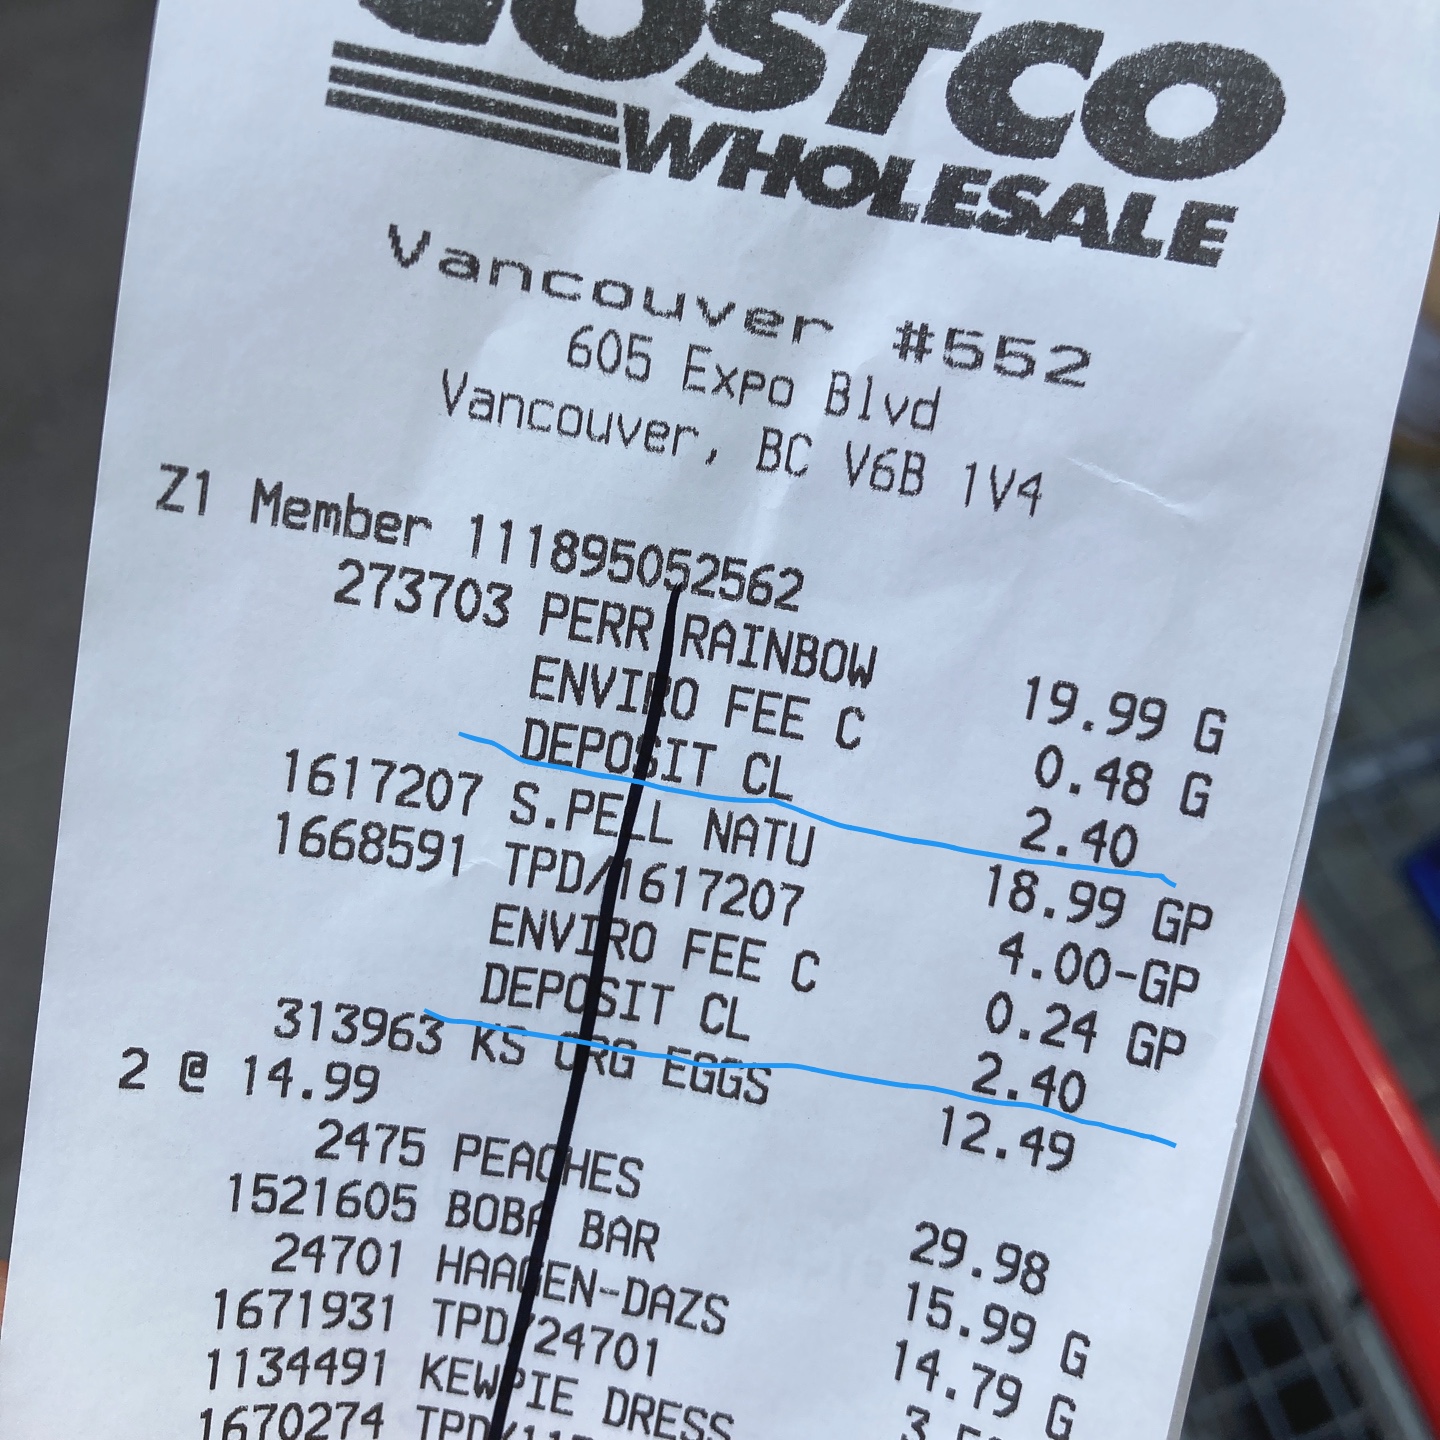 COSTCO
WHOLESALE
Vancouver #552
605 Expo Blvd
Vancouver, BC V6B 1V4
Z1 Member 111895052562
273703 PERR RAINBOW 19.99 G
ENVIRO FEE C 0.48 G
DEPOSIT CL 2.40
1617207 S.PELL NATU 18.99 GP
1668591 TPD/1617207 4.00-GP
ENVIRO FEE C 0.24 GP
DEPOSIT CL 2.40
313963 KS ORG EGGS 12.49
2 @ 14.99
2475 PEACHES 29.98
1521605 BOBA BAR 15.99 G
24701 HAAGEN-DAZS 14.79 G
1671931 TPD/24701
1134491 KEWPIE DRESS
1670274